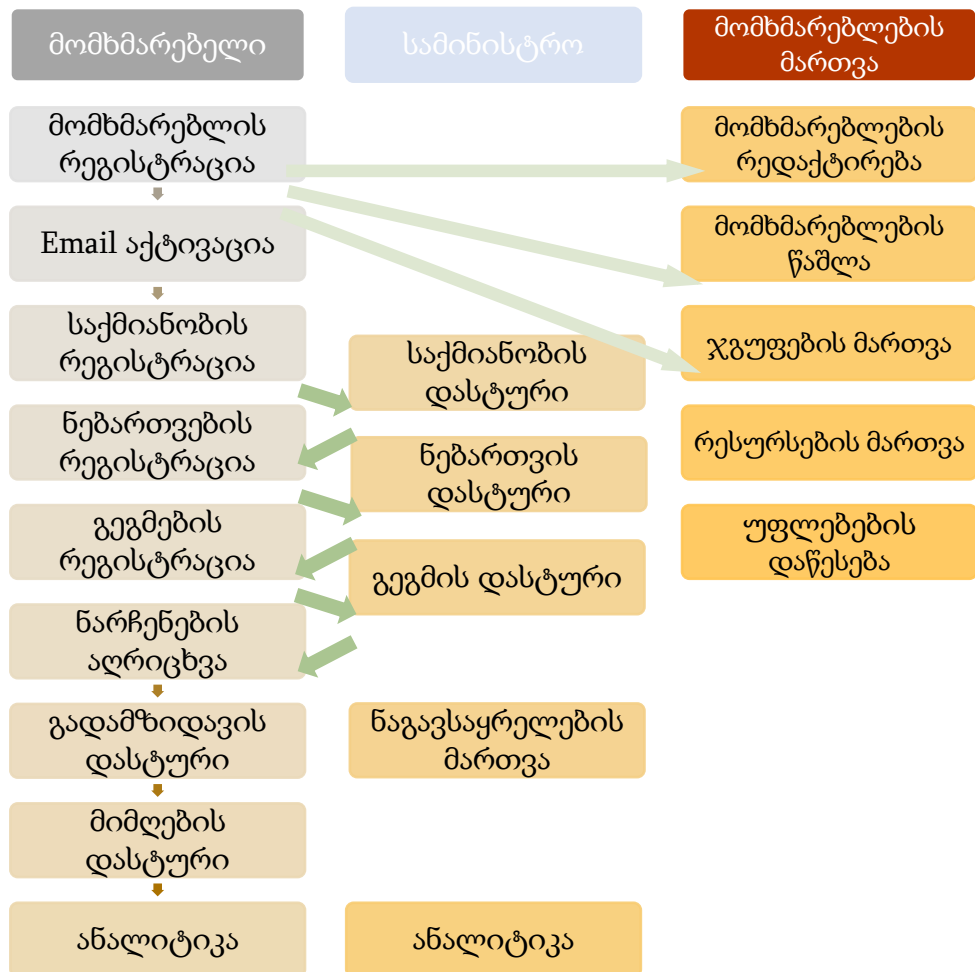 მომხმარებელი
სამინისტრო
მომხმარებლების
მართვა
მომხმარებლის
რეგისტრაცია
Email აქტივაცია
საქმიანობის
რეგისტრაცია
ნებართვების
რეგისტრაცია
გეგმების
რეგისტრაცია
ნარჩენების
აღრიცხვა
გადამზიდავის
დასტური
მიმღების
დასტური
ანალიტიკა
საქმიანობის
დასტური
ნებართვის
დასტური
გეგმის დასტური
ნაგავსაყრელების
მართვა
ანალიტიკა
მომხმარებლების
რედაქტირება
მომხმარებლების
წაშლა
ჯგუფების მართვა
რესურსების მართვა
უფლებების
დაწესება